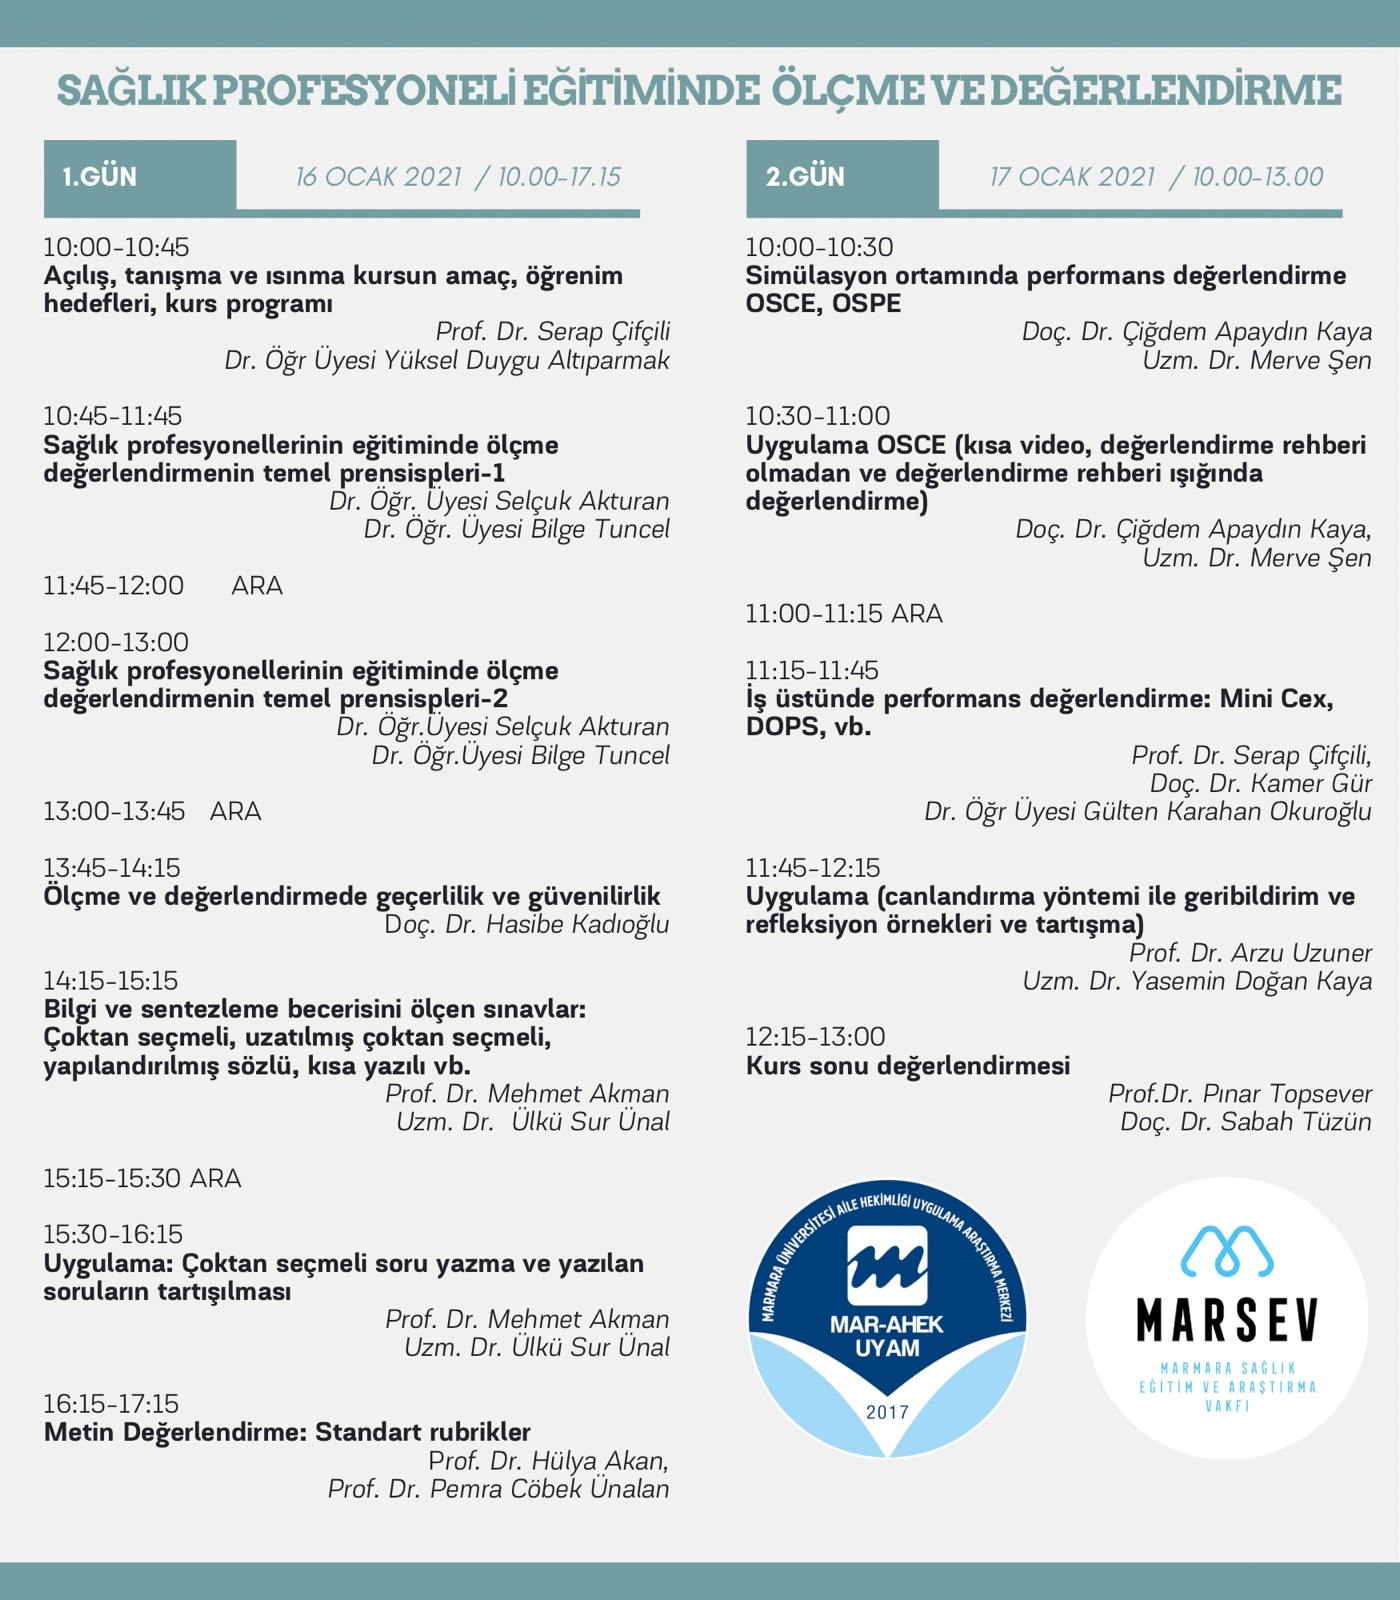 SAĞLIK PROFESYONELİ EĞİTİMİNDE ÖLÇME VE DEĞERLENDİRME
1.GÜN
16 OCAK 2021 / 10.00-17.15
10:00-10:45
Açılış, tanışma ve ısınma kursun amaç, öğrenim
hedefleri, kurs programı
Prof. Dr. Serap Çifçili
Dr. Öğr Üyesi Yüksel Duygu Altıparmak
10:45-11:45
Sağlık profesyonellerinin eğitiminde ölçme
değerlendirmenin temel prensispleri-1
Dr. Öğr. Üyesi Selçuk Akturan
Dr. Öğr. Üyesi Bilge Tuncel
11:45-12:00 ARA
12:00-13:00
Sağlık profesyonellerinin eğitiminde ölçme
değerlendirmenin temel prensispleri-2
Dr. Öğr.Üyesi Selçuk Akturan
Dr. Öğr.Üyesi Bilge Tuncel
13:00-13:45 ARA
13:45-14:15
Ölçme ve değerlendirmede geçerlilik ve güvenilirlik
Doç. Dr. Hasibe Kadıoğlu
14:15-15:15
Bilgi ve sentezleme becerisini ölçen sınavlar:
Çoktan seçmeli, uzatılmış çoktan seçmeli,
yapılandırılmış sözlü, kısa yazılı vb.
Prof. Dr. Mehmet Akman
Uzm. Dr. Ülkü Sur Ünal
15:15-15:30 ARA
15:30-16:15
Uygulama: Çoktan seçmeli soru yazma ve yazılan
soruların tartışılması
Prof. Dr. Mehmet Akman
Uzm. Dr. Ülkü Sur Ünal
16:15-17:15
Metin Değerlendirme: Standart rubrikler
Prof. Dr. Hülya Akan,
Prof. Dr. Pemra Cöbek Ünalan
2.GÜN
17 OCAK 2021 / 10.00-13.00
10:00-10:30
Simülasyon ortamında performans değerlendirme
OSCE, OSPE
Doç. Dr. Çiğdem Apaydın Kaya
Uzm. Dr. Merve Şen
10:30-11:00
Uygulama OSCE (kısa video, değerlendirme rehberi
olmadan ve değerlendirme rehberi ışığında
değerlendirme)
Doç. Dr. Çiğdem Apaydın Kaya,
Uzm. Dr. Merve Şen
11:00-11:15 ARA
11:15-11:45
İş üstünde performans değerlendirme: Mini Cex,
DOPS, vb.
Prof. Dr. Serap Çifçili,
Doç. Dr. Kamer Gür
Dr. Öğr Üyesi Gülten Karahan Okuroğlu
11:45-12:15
Uygulama (canlandırma yöntemi ile geribildirim ve
refleksiyon örnekleri ve tartışma)
Prof. Dr. Arzu Uzuner
Uzm. Dr. Yasemin Doğan Kaya
12:15-13:00
Kurs sonu değerlendirmesi
Prof.Dr. Pınar Topsever
Doç. Dr. Sabah Tüzün
MARMARA ÜNİVERSİTESİ AİLE HEKİMLİĞİ UYGULAMA ARAŞTIRMA MERKEZİ
m
MAR-AHEK
UYAM
2017
MARSEV
MARMARA SAĞLIK
EĞİTİM VE ARAŞTIRMA
VAKFI